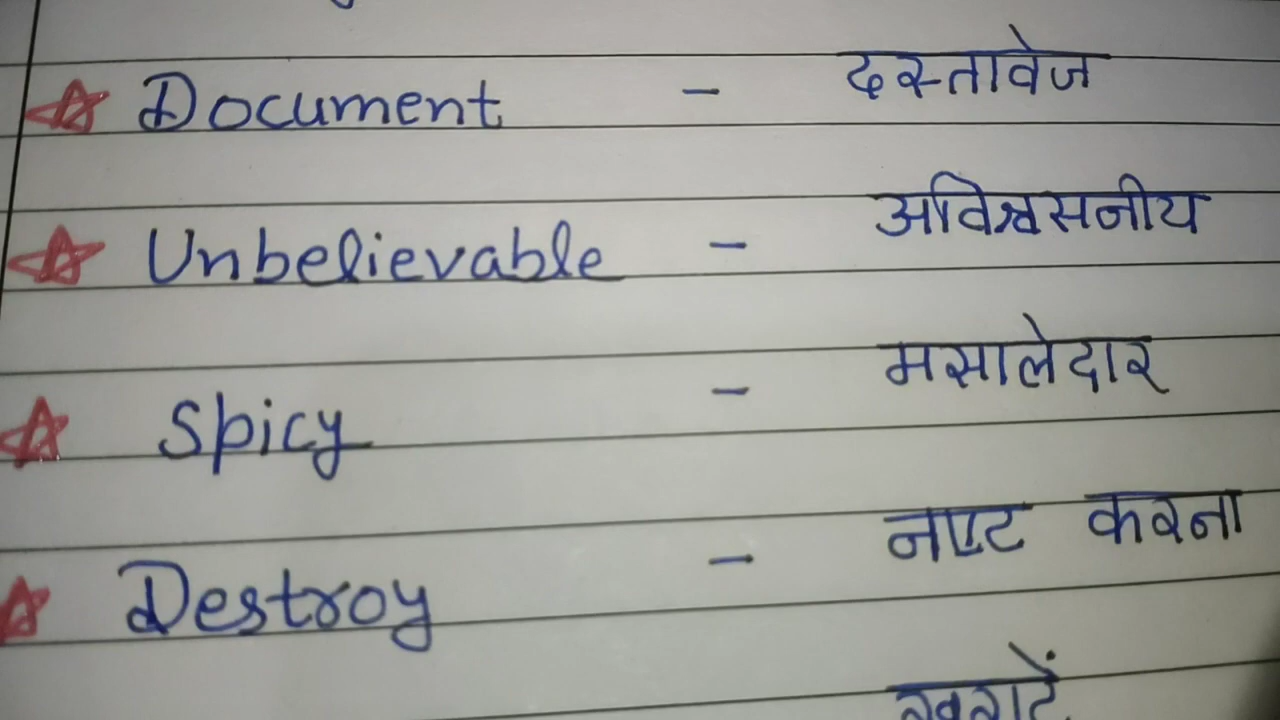 Document - दस्तावेज
Unbelievable - अविश्वसनीय
Spicy - मसालेदार
Destroy - नष्ट करना